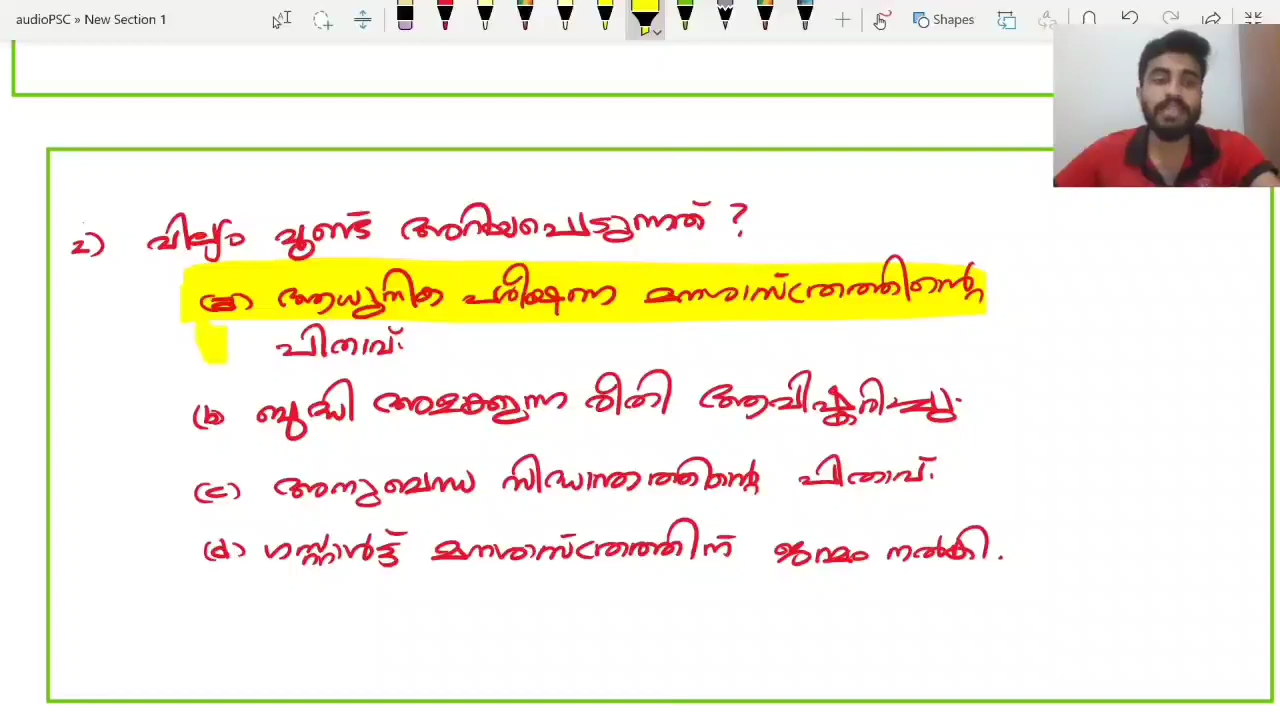 audioPSC » New Section 1
Shapes
2) വില്യം വൂണ്ട് അറിയപ്പെടുന്നത് ?
(a) ആധുനിക പരീക്ഷണ മനശാസ്ത്രത്തിന്റെ
പിതാവ്.
(b) ബുദ്ധി അളക്കുന്ന രീതി ആവിഷ്കരിച്ചു.
(c) അനുബന്ധ സിദ്ധാന്തത്തിന്റെ പിതാവ്.
(d) ഗസ്റ്റാൾട്ട് മനശാസ്ത്രത്തിന് ജന്മം നൽകി.